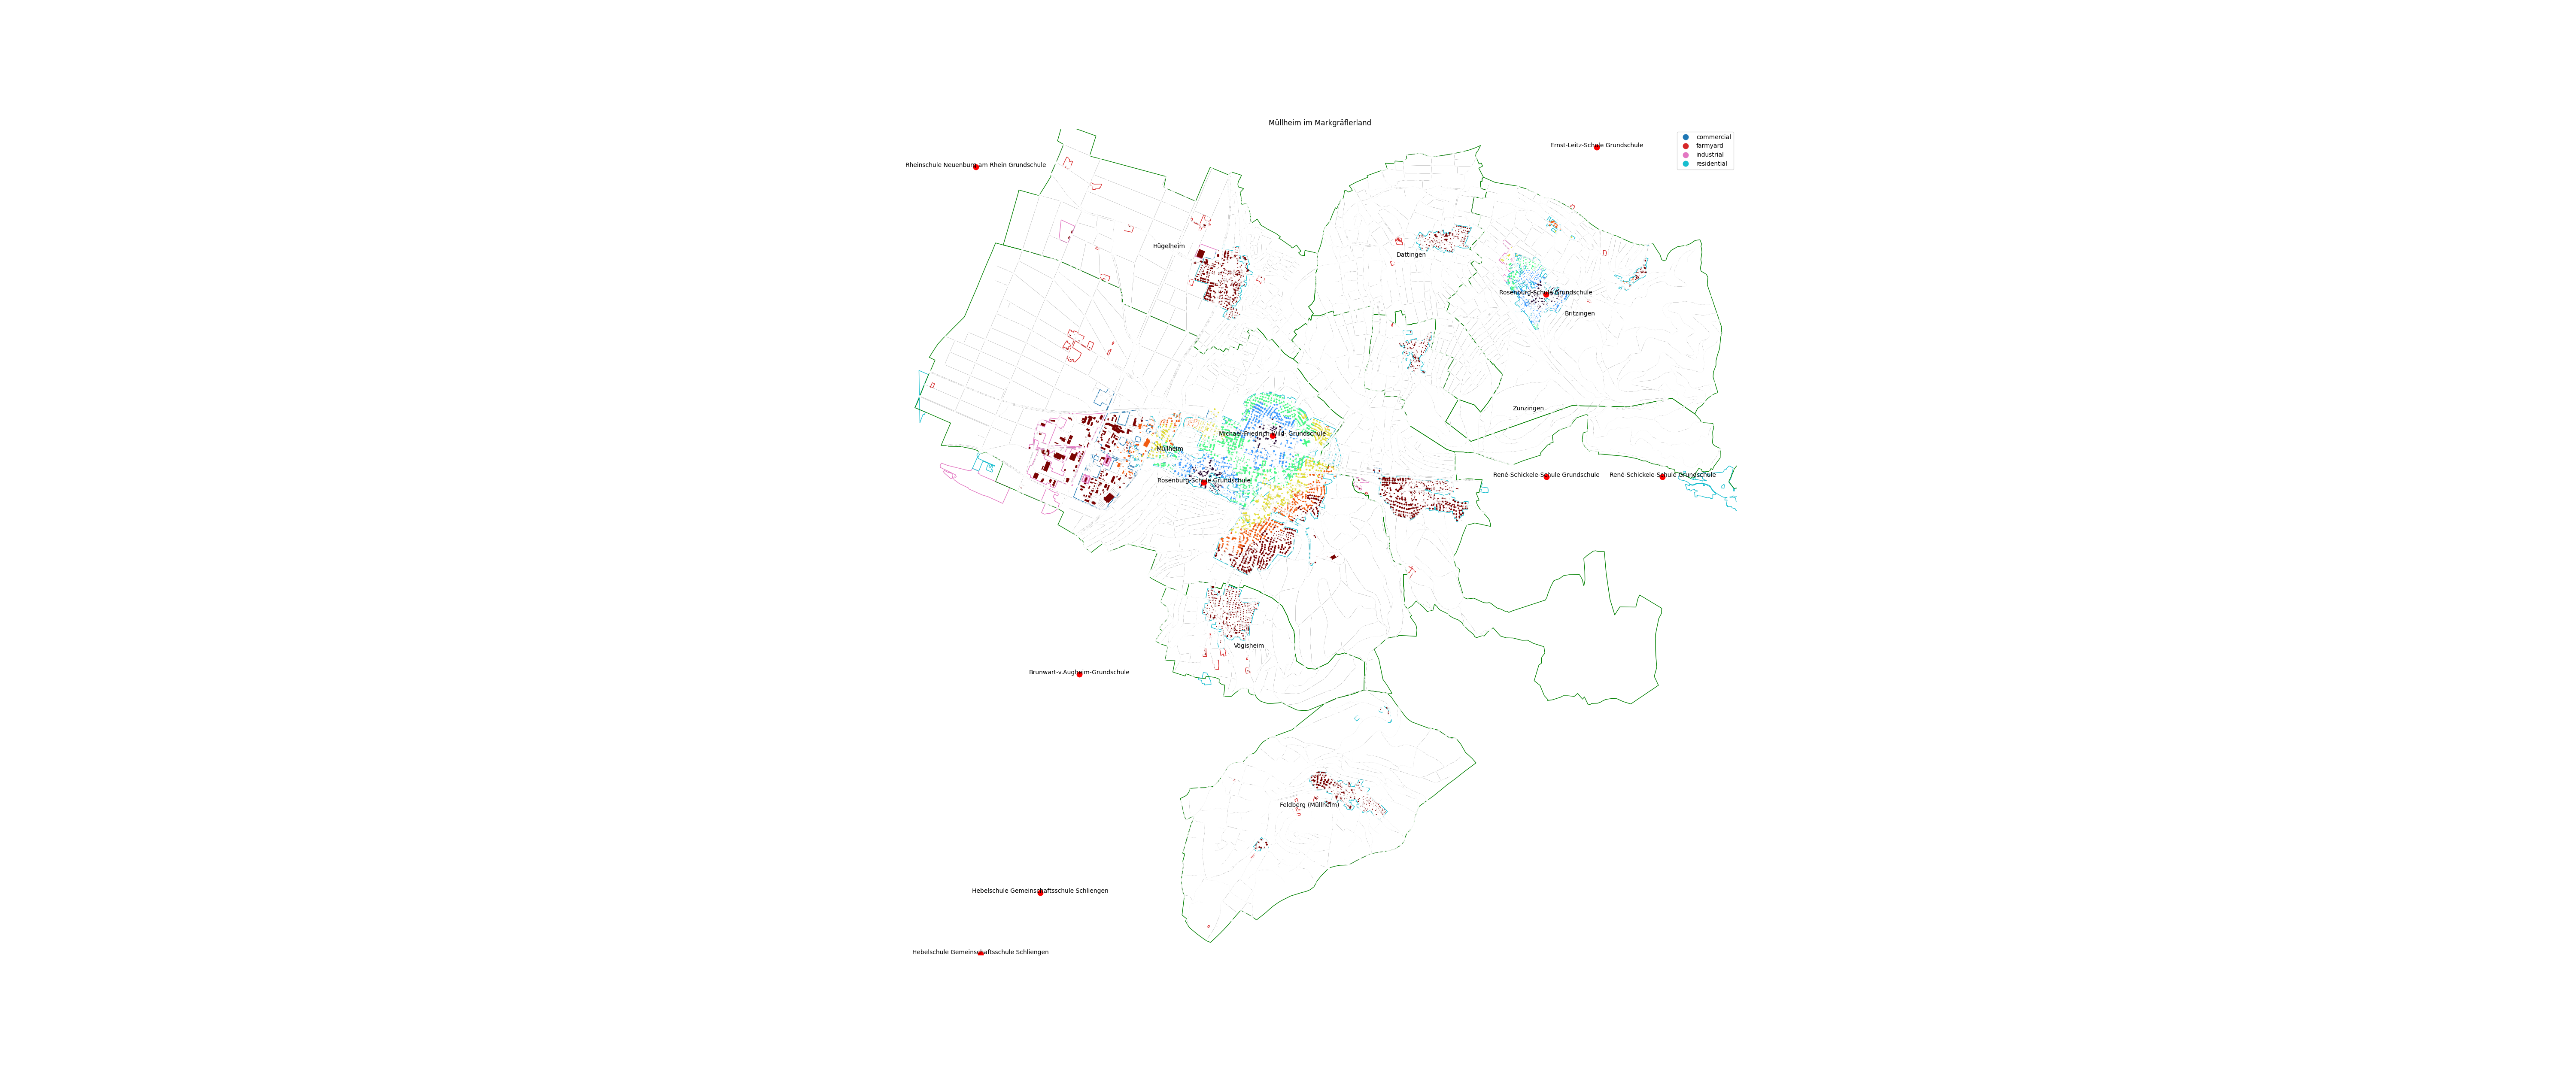 Müllheim im Markgräflerland
commercial
farmyard
industrial
residential
Ernst-Leitz-Schule Grundschule
Rheinschule Neuenburg am Rhein Grundschule
Hügelheim
Dattingen
Rosenburg-Schule Grundschule
Britzingen
Zunzingen
Michael Friedrich Wild- Grundschule
Müllheim
Rosenburg-Schule Grundschule
René-Schickele-Schule Grundschule
René-Schickele-Schule Grundschule
Vögisheim
Brunwart-v.Augheim-Grundschule
Feldberg (Müllheim)
Hebelschule Gemeinschaftsschule Schliengen
Hebelschule Gemeinschaftsschule Schliengen